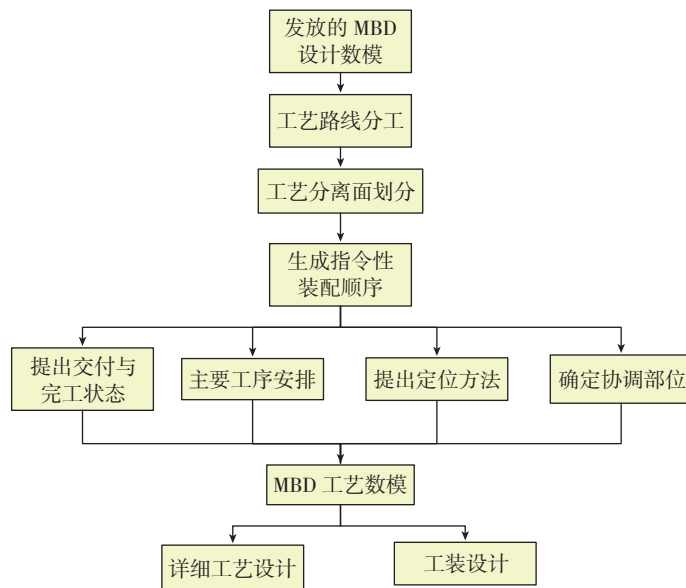 发放的 MBD
设计数模
工艺路线分工
工艺分离面划分
生成指令性
装配顺序
提出交付与
完工状态
主要工序安排
提出定位方法
确定协调部位
MBD 工艺数模
详细工艺设计
工装设计